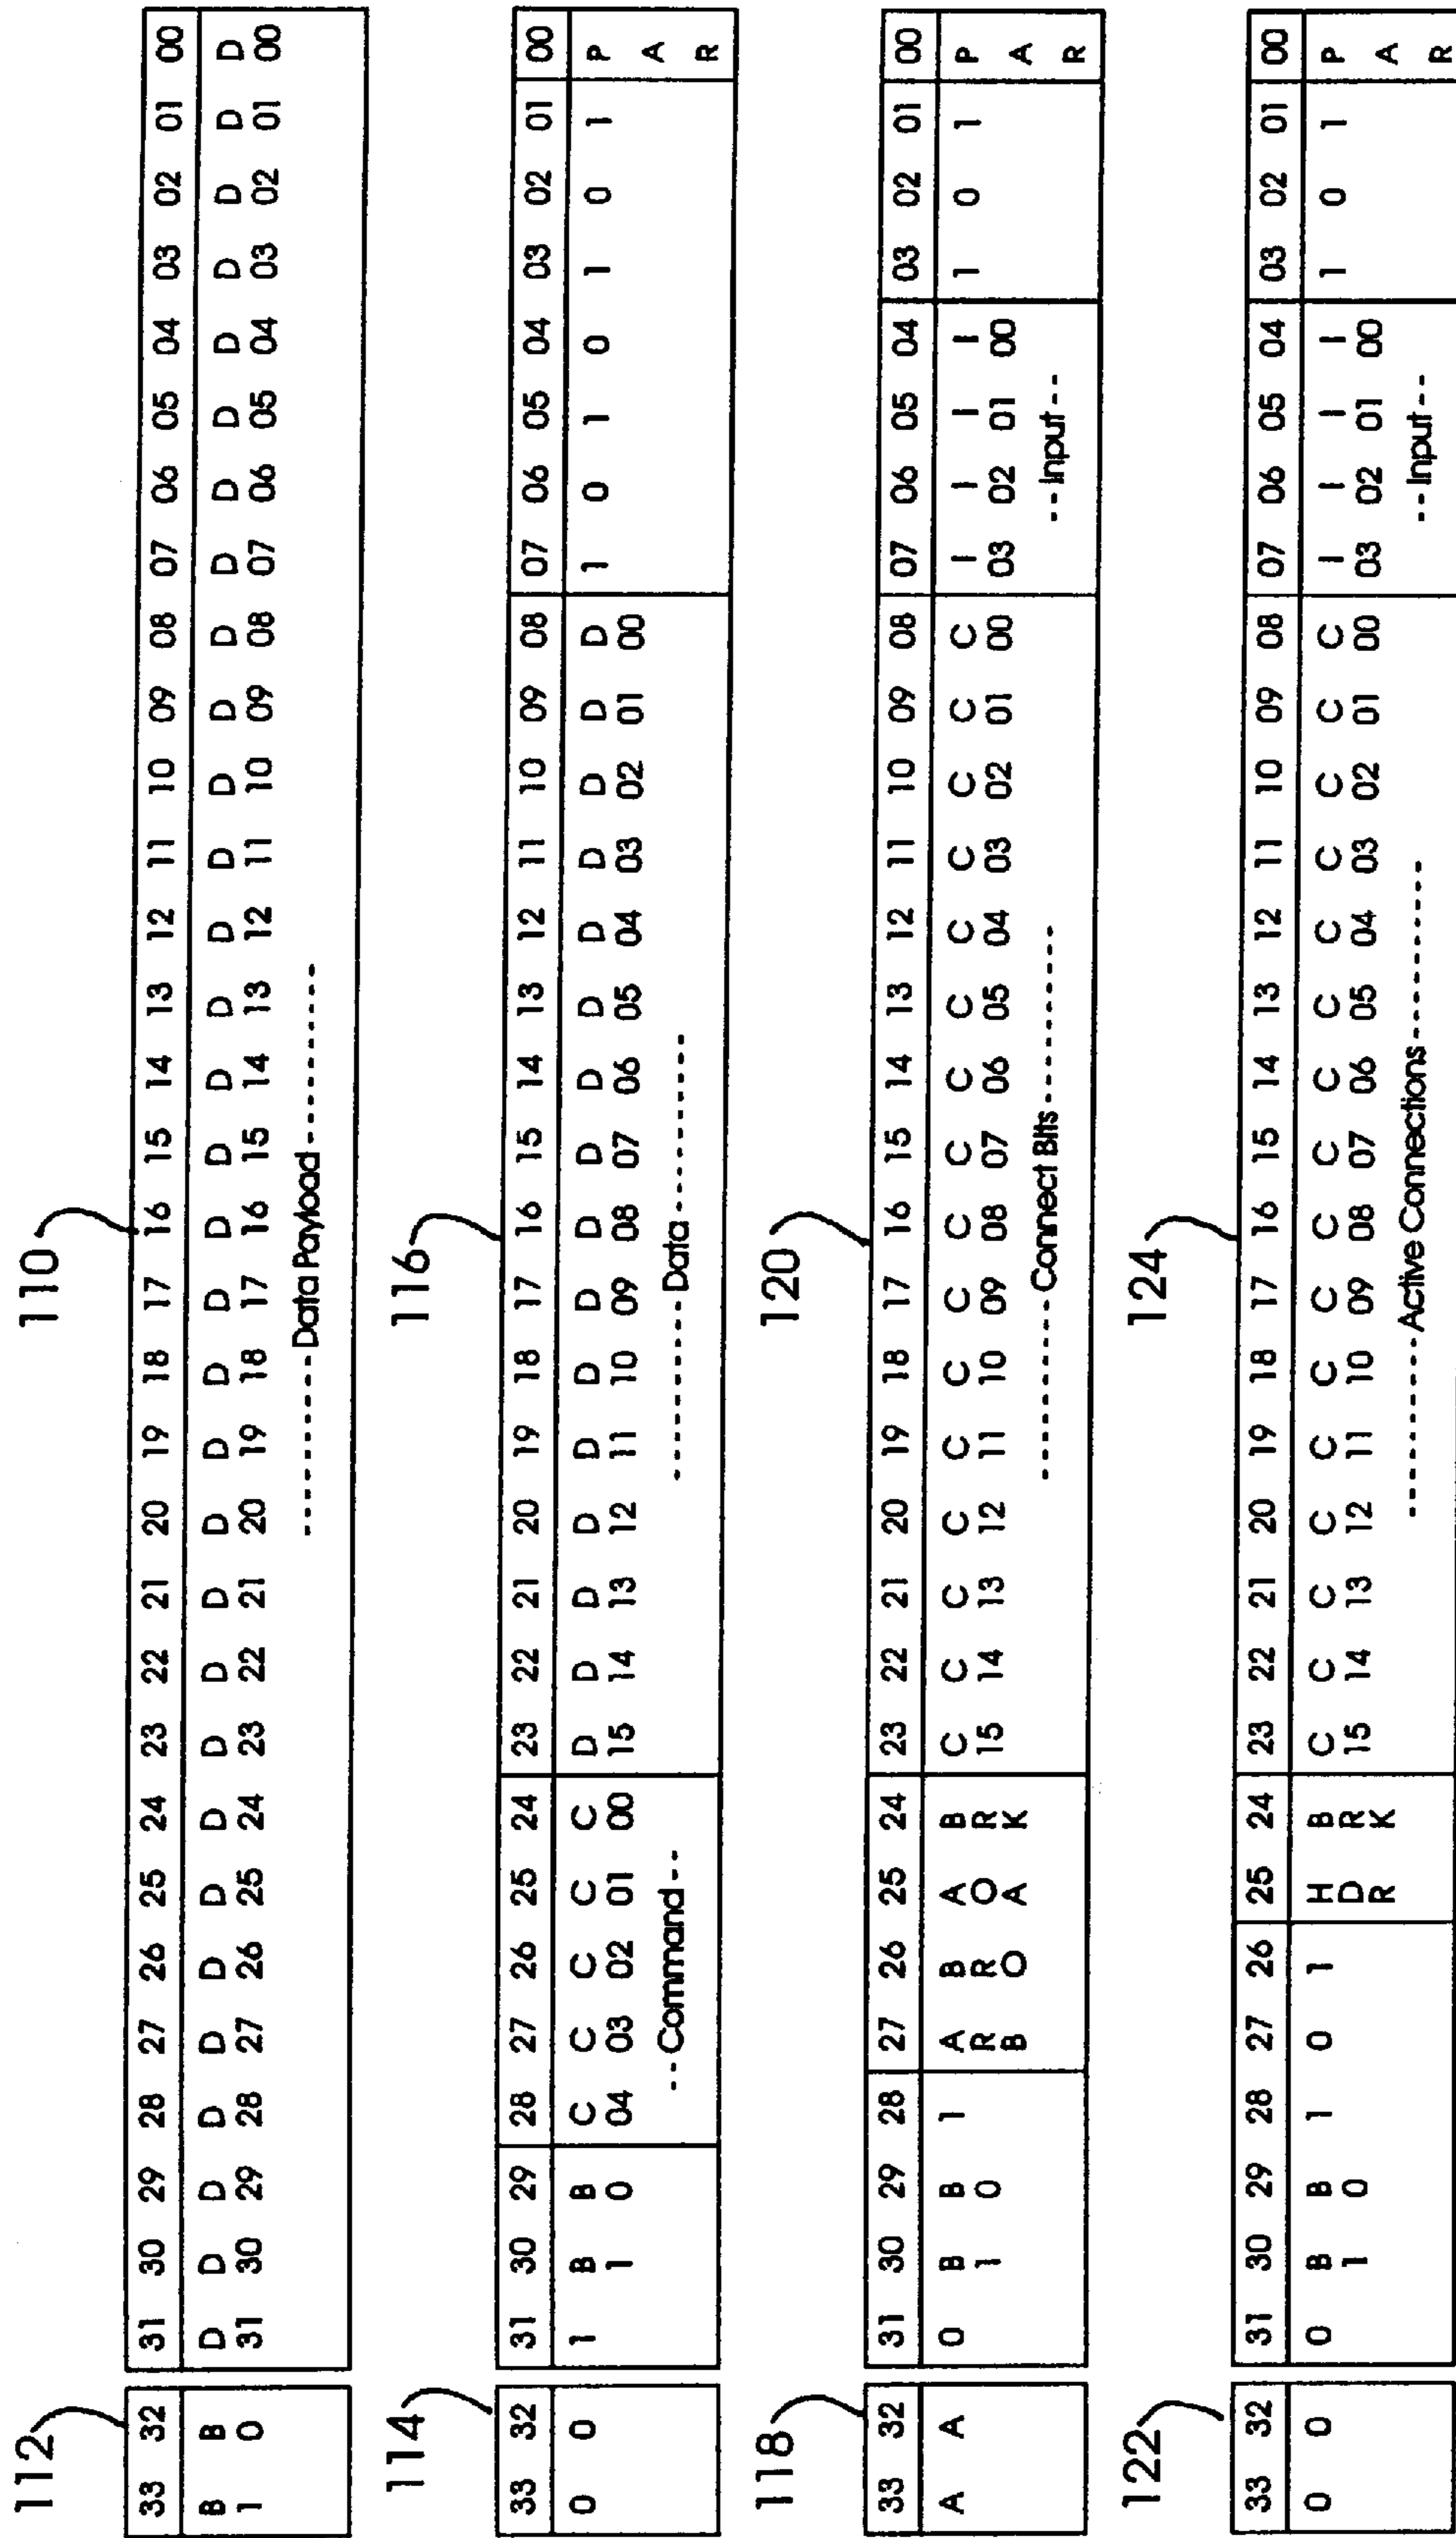 112 110
33 32 31 30 29 28 27 26 25 24 23 22 21 20 19 18 17 16 15 14 13 12 11 10 09 08 07 06 05 04 03 02 01 00
B B D D D D D D D D D D D D D D D D D D D D D D D D D D D D D D D D
1 0 31 30 29 28 27 26 25 24 23 22 21 20 19 18 17 16 15 14 13 12 11 10 09 08 07 06 05 04 03 02 01 00
----------Data Payload----------
114 116
33 32 31 30 29 28 27 26 25 24 23 22 21 20 19 18 17 16 15 14 13 12 11 10 09 08 07 06 05 04 03 02 01 00
0 0 1 B B C C C C C D D D D D D D D D D D D D D D D 1 0 1 0 1 0 1 P
1 0 04 03 02 01 00 15 14 13 12 11 10 09 08 07 06 05 04 03 02 01 00 A
--Command-- ----------Data---------- R
118 120
33 32 31 30 29 28 27 26 25 24 23 22 21 20 19 18 17 16 15 14 13 12 11 10 09 08 07 06 05 04 03 02 01 00
A A 0 B B 1 A B A B C C C C C C C C C C C C C C C C I I I I 1 0 1 P
1 0 R R O R 15 14 13 12 11 10 09 08 07 06 05 04 03 02 01 00 03 02 01 00 A
B O A K ----------Connect Bits---------- --Input-- R
122 124
33 32 31 30 29 28 27 26 25 24 23 22 21 20 19 18 17 16 15 14 13 12 11 10 09 08 07 06 05 04 03 02 01 00
0 0 0 B B 1 0 1 H B C C C C C C C C C C C C C C C C I I I I 1 0 1 P
1 0 D R 15 14 13 12 11 10 09 08 07 06 05 04 03 02 01 00 03 02 01 00 A
R K ----------Active Connections---------- --Input-- R